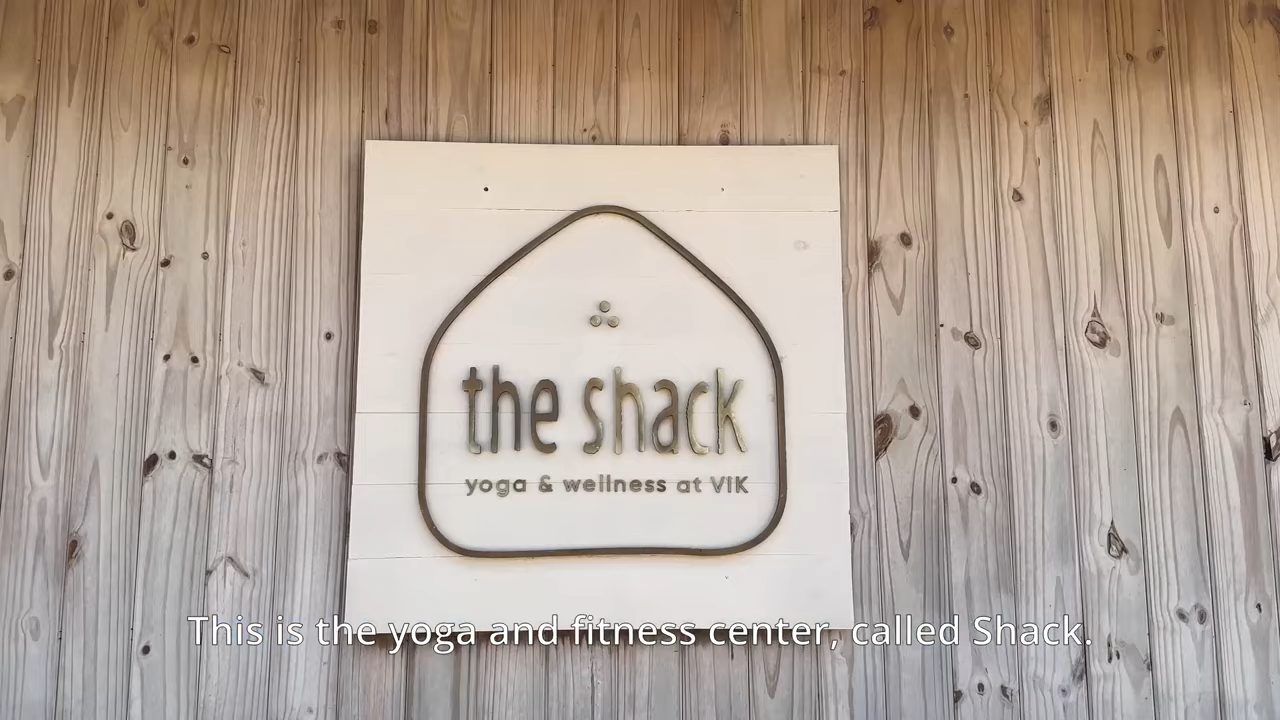 the shack
yoga & wellness at VIK
This is the yoga and fitness center, called Shack.